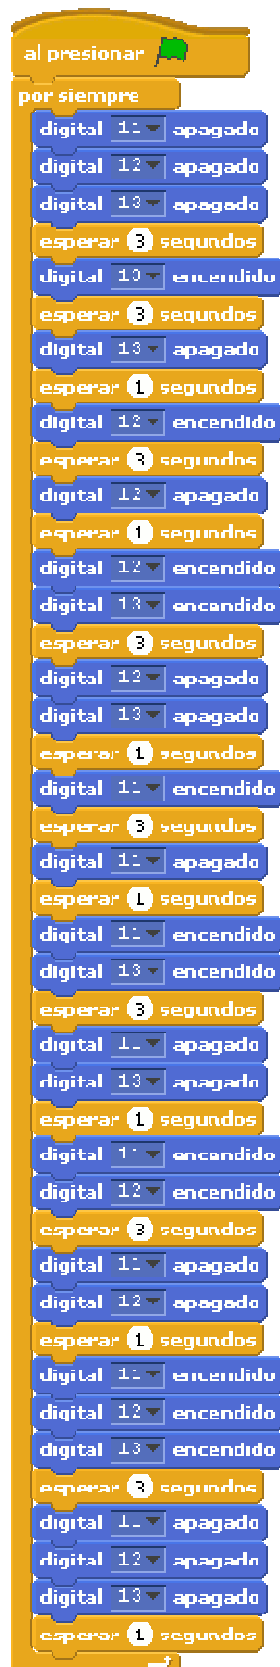 al presionar
por siempre
digital 11 apagado
digital 12 apagado
digital 13 apagado
esperar 3 segundos
digital 13 encendido
esperar 3 segundos
digital 13 apagado
esperar 1 segundos
digital 12 encendido
esperar 3 segundos
digital 12 apagado
esperar 1 segundos
digital 12 encendido
digital 13 encendido
esperar 3 segundos
digital 12 apagado
digital 13 apagado
esperar 1 segundos
digital 11 encendido
esperar 3 segundos
digital 11 apagado
esperar 1 segundos
digital 11 encendido
digital 13 encendido
esperar 3 segundos
digital 11 apagado
digital 13 apagado
esperar 1 segundos
digital 11 encendido
digital 12 encendido
esperar 3 segundos
digital 11 apagado
digital 12 apagado
esperar 1 segundos
digital 11 encendido
digital 12 encendido
digital 13 encendido
esperar 3 segundos
digital 11 apagado
digital 12 apagado
digital 13 apagado
esperar 1 segundos